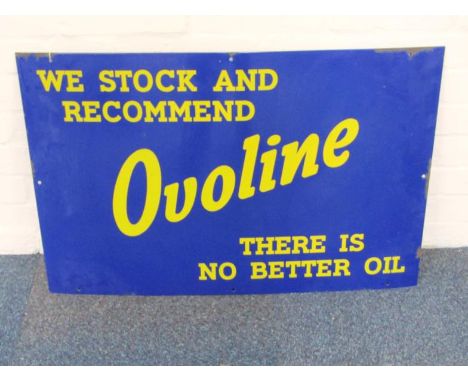 WE STOCK AND
RECOMMEND
Ovoline
THERE IS
NO BETTER OIL